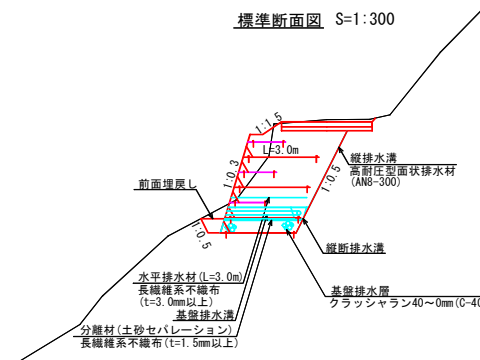 標準断面図 S=1:300
1:1.5
L=3.0m
1:0.3
1:0.5
縦排水溝
高耐圧型面状排水材
(AN8-300)
前面埋戻し
1:0.5
縦断排水溝
水平排水材(L=3.0m)
長繊維系不織布
(t=3.0mm以上)
基盤排水層
クラッシャラン40～0mm(C-40
基盤排水溝
分離材(土砂セパレーション)
長繊維系不織布(t=1.5mm以上)